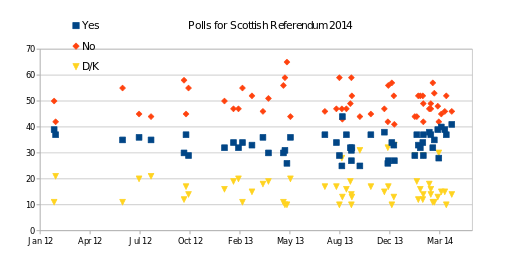 Polls for Scottish Referendum 2014
Yes
No
D/K
70
60
50
40
30
20
10
0
Jan 12 Apr 12 Jul 12 Oct 12 Feb 13 May 13 Aug 13 Dec 13 Mar 14